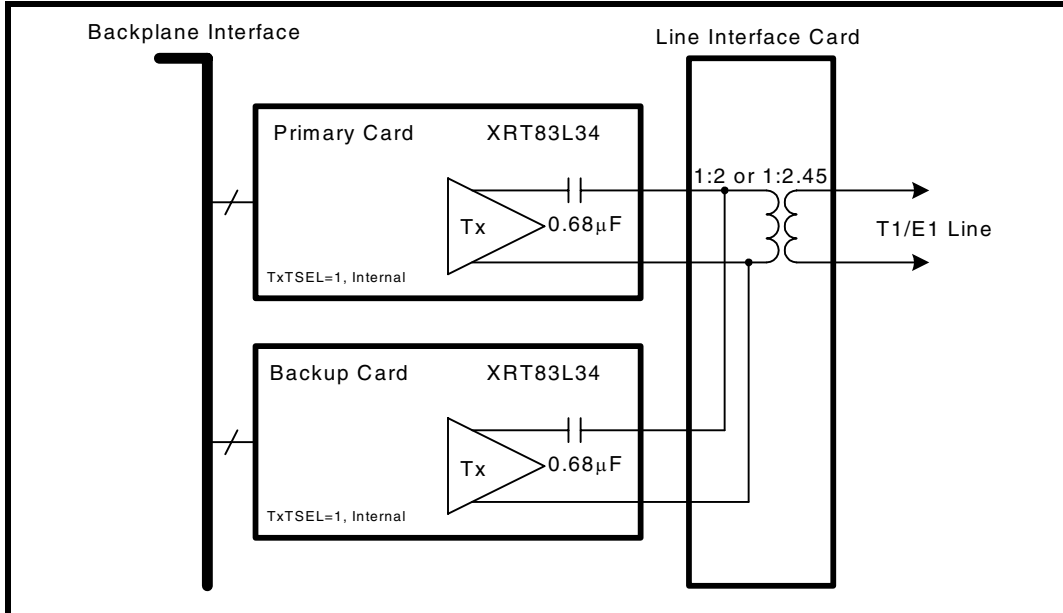 Backplane Interface
Line Interface Card
Primary Card XRT83L34
1:2 or 1:2.45
Tx
0.68μF
T1/E1 Line
TxTSEL=1, Internal
Backup Card XRT83L34
Tx
0.68μF
TxTSEL=1, Internal